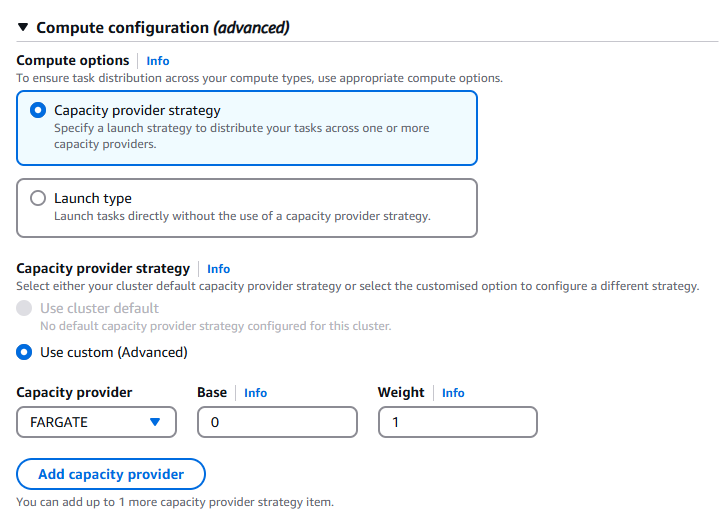 Compute configuration (advanced)
Compute options Info
To ensure task distribution across your compute types, use appropriate compute options.
Capacity provider strategy
Specify a launch strategy to distribute your tasks across one or more
capacity providers.
Launch type
Launch tasks directly without the use of a capacity provider strategy.
Capacity provider strategy Info
Select either your cluster default capacity provider strategy or select the customised option to configure a different strategy.
Use cluster default
No default capacity provider strategy configured for this cluster.
Use custom (Advanced)
Capacity provider Base Info Weight Info
FARGATE 0 1
Add capacity provider
You can add up to 1 more capacity provider strategy item.